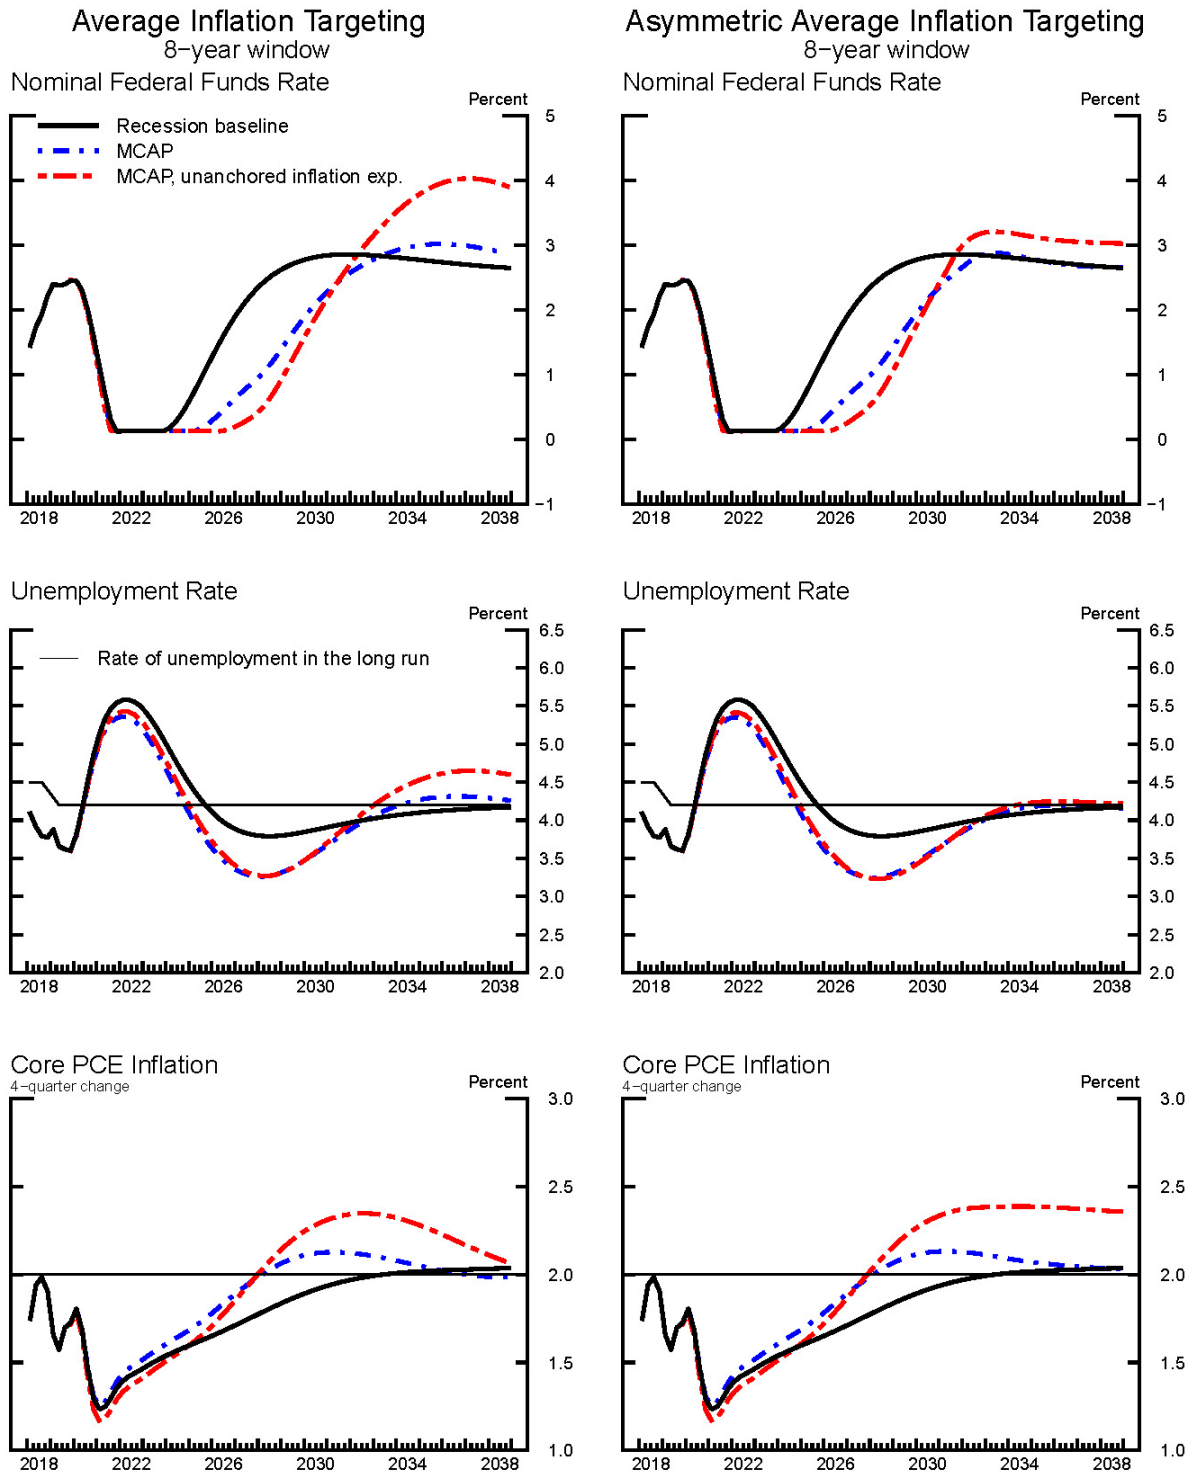 Average Inflation Targeting
8-year window
Nominal Federal Funds Rate
Percent
Recession baseline
MCAP
MCAP, unanchored inflation exp.
5
4
3
2
1
0
-1
2018 2022 2026 2030 2034 2038
Asymmetric Average Inflation Targeting
8-year window
Nominal Federal Funds Rate
Percent
5
4
3
2
1
0
-1
2018 2022 2026 2030 2034 2038
Unemployment Rate
Percent
Rate of unemployment in the long run
6.5
6.0
5.5
5.0
4.5
4.0
3.5
3.0
2.5
2.0
2018 2022 2026 2030 2034 2038
Unemployment Rate
Percent
6.5
6.0
5.5
5.0
4.5
4.0
3.5
3.0
2.5
2.0
2018 2022 2026 2030 2034 2038
Core PCE Inflation
4-quarter change
Percent
3.0
2.5
2.0
1.5
1.0
2018 2022 2026 2030 2034 2038
Core PCE Inflation
4-quarter change
Percent
3.0
2.5
2.0
1.5
1.0
2018 2022 2026 2030 2034 2038